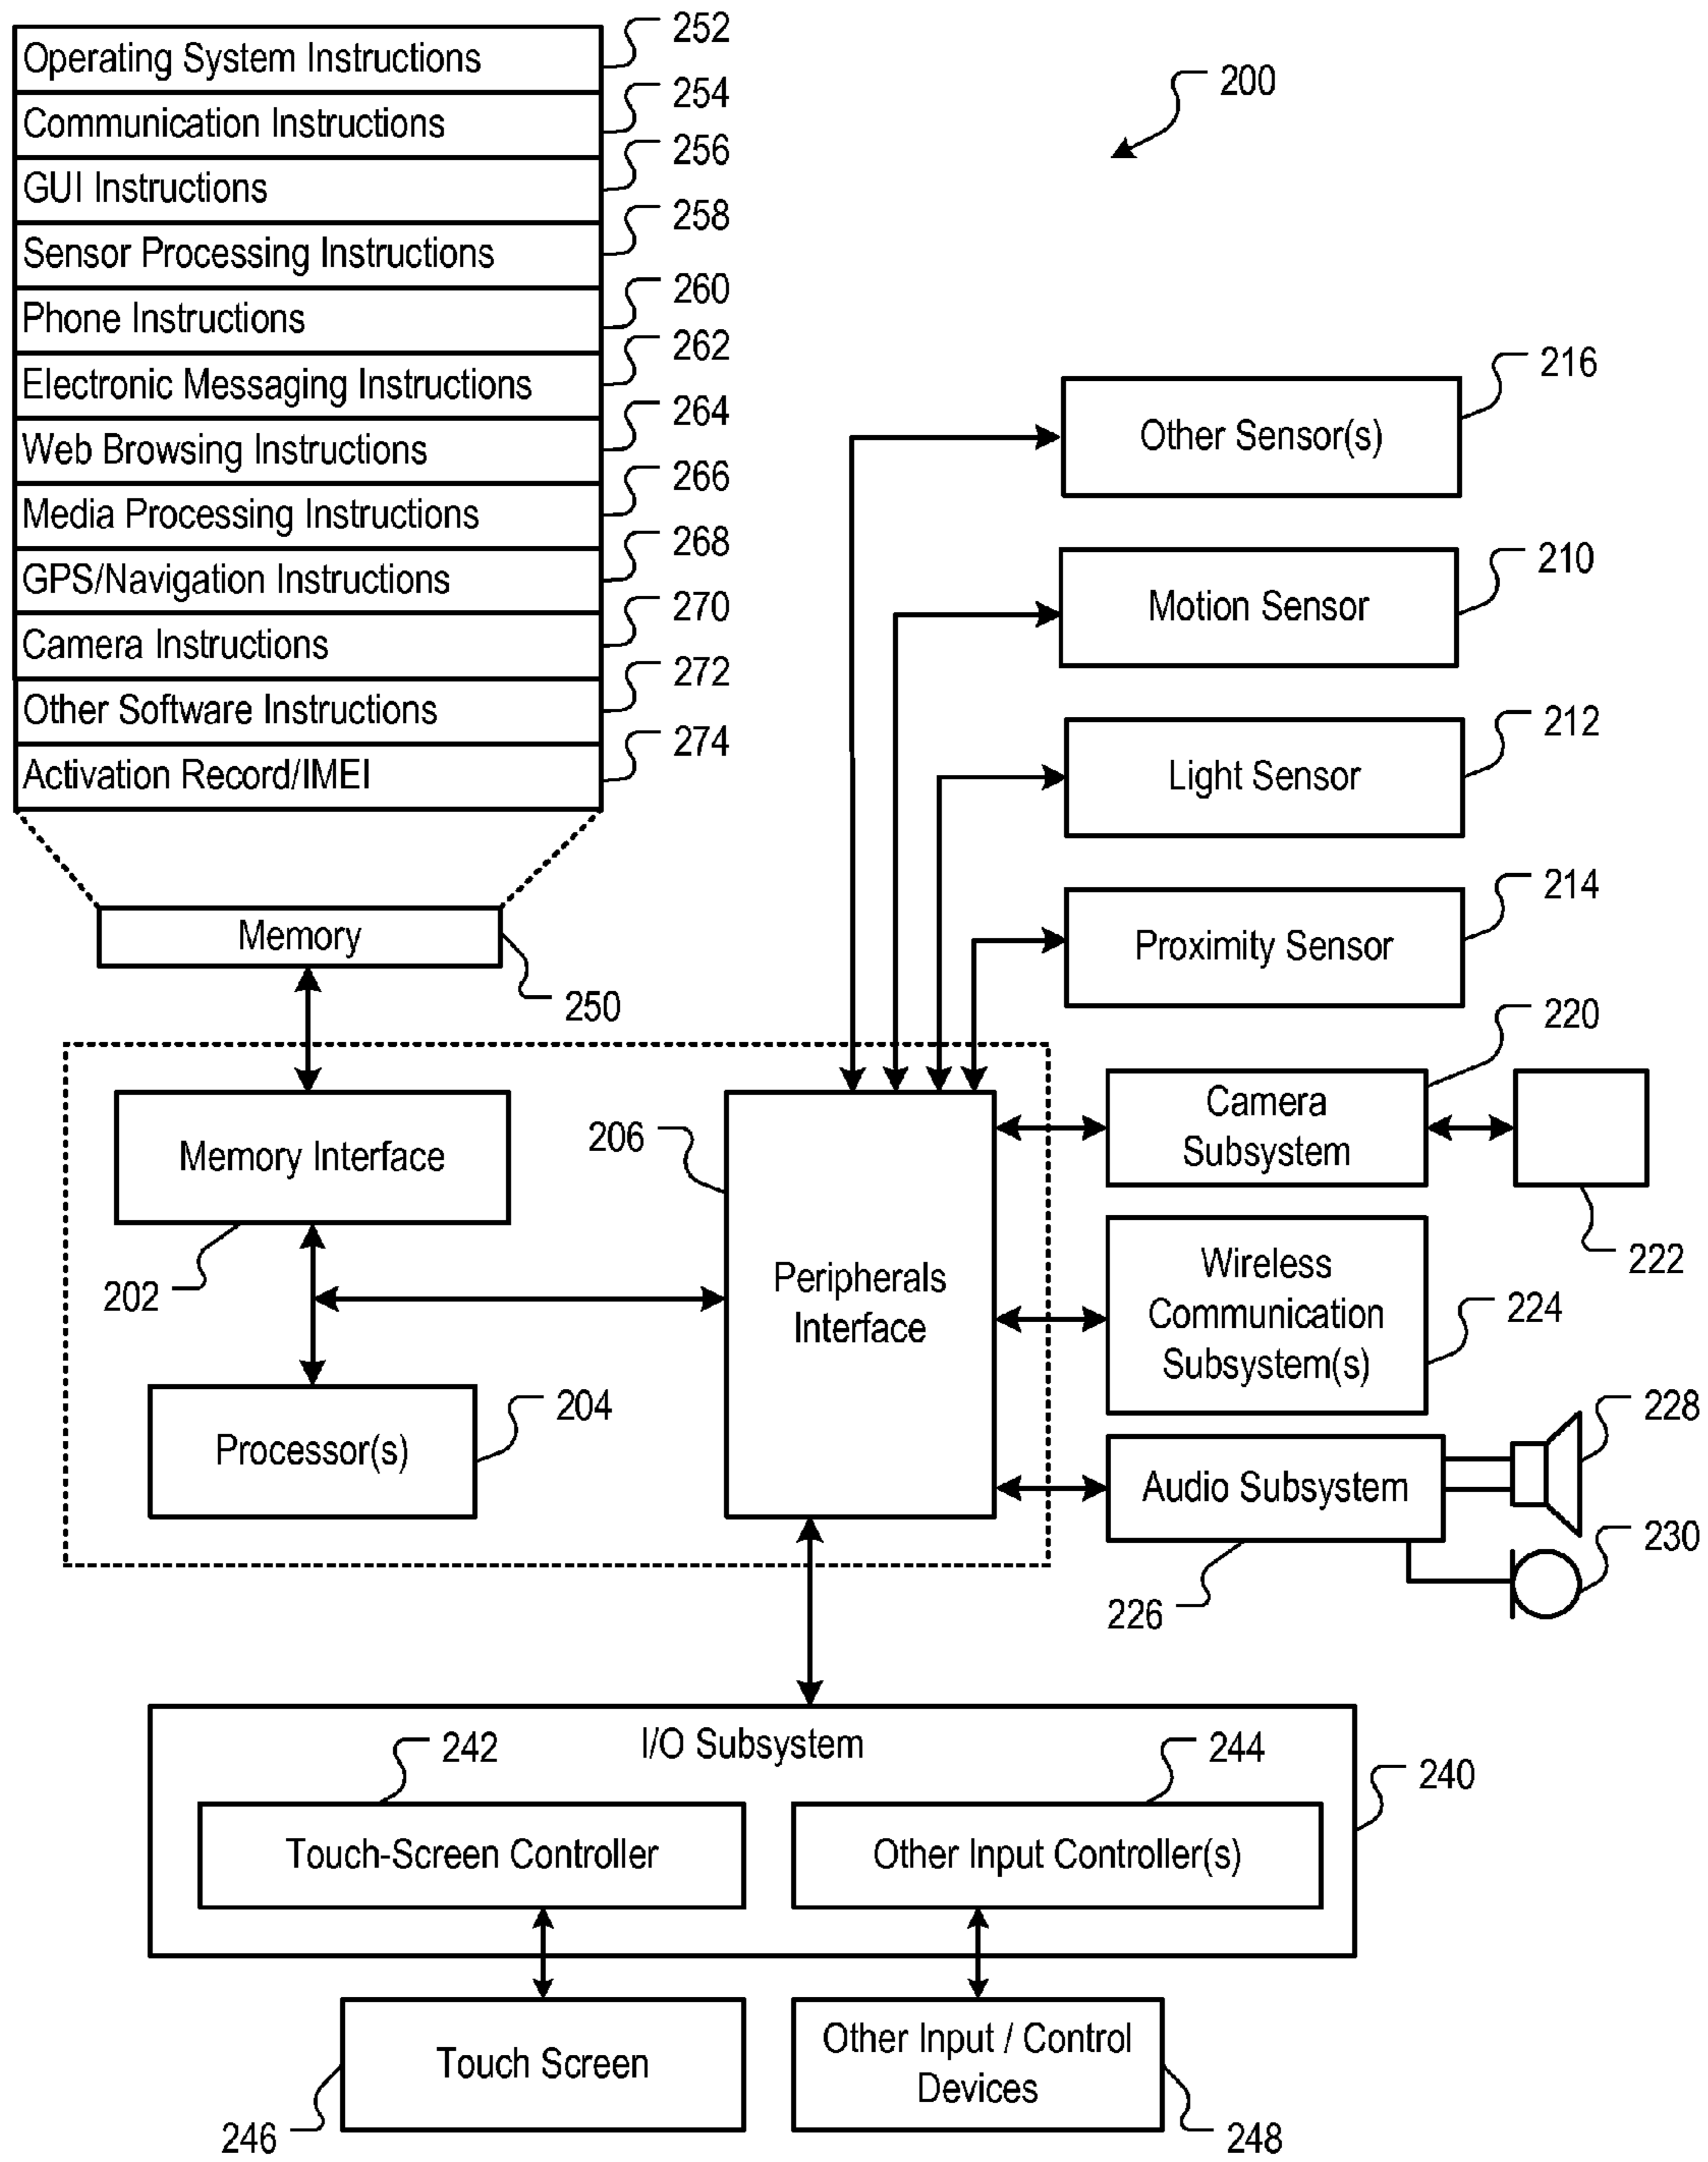 252
Operating System Instructions
254
Communication Instructions
256
GUI Instructions
258
Sensor Processing Instructions
260
Phone Instructions
262
Electronic Messaging Instructions
264
Web Browsing Instructions
266
Media Processing Instructions
268
GPS/Navigation Instructions
270
Camera Instructions
272
Other Software Instructions
274
Activation Record/IMEI
200
216
Other Sensor(s)
210
Motion Sensor
212
Light Sensor
214
Proximity Sensor
Memory
250
220
Camera
Subsystem
222
Memory Interface
202
206
Peripherals
Interface
Wireless
Communication
Subsystem(s)
224
Processor(s)
204
Audio Subsystem
226
228
230
I/O Subsystem
240
242
Touch-Screen Controller
244
Other Input Controller(s)
Touch Screen
246
Other Input / Control
Devices
248